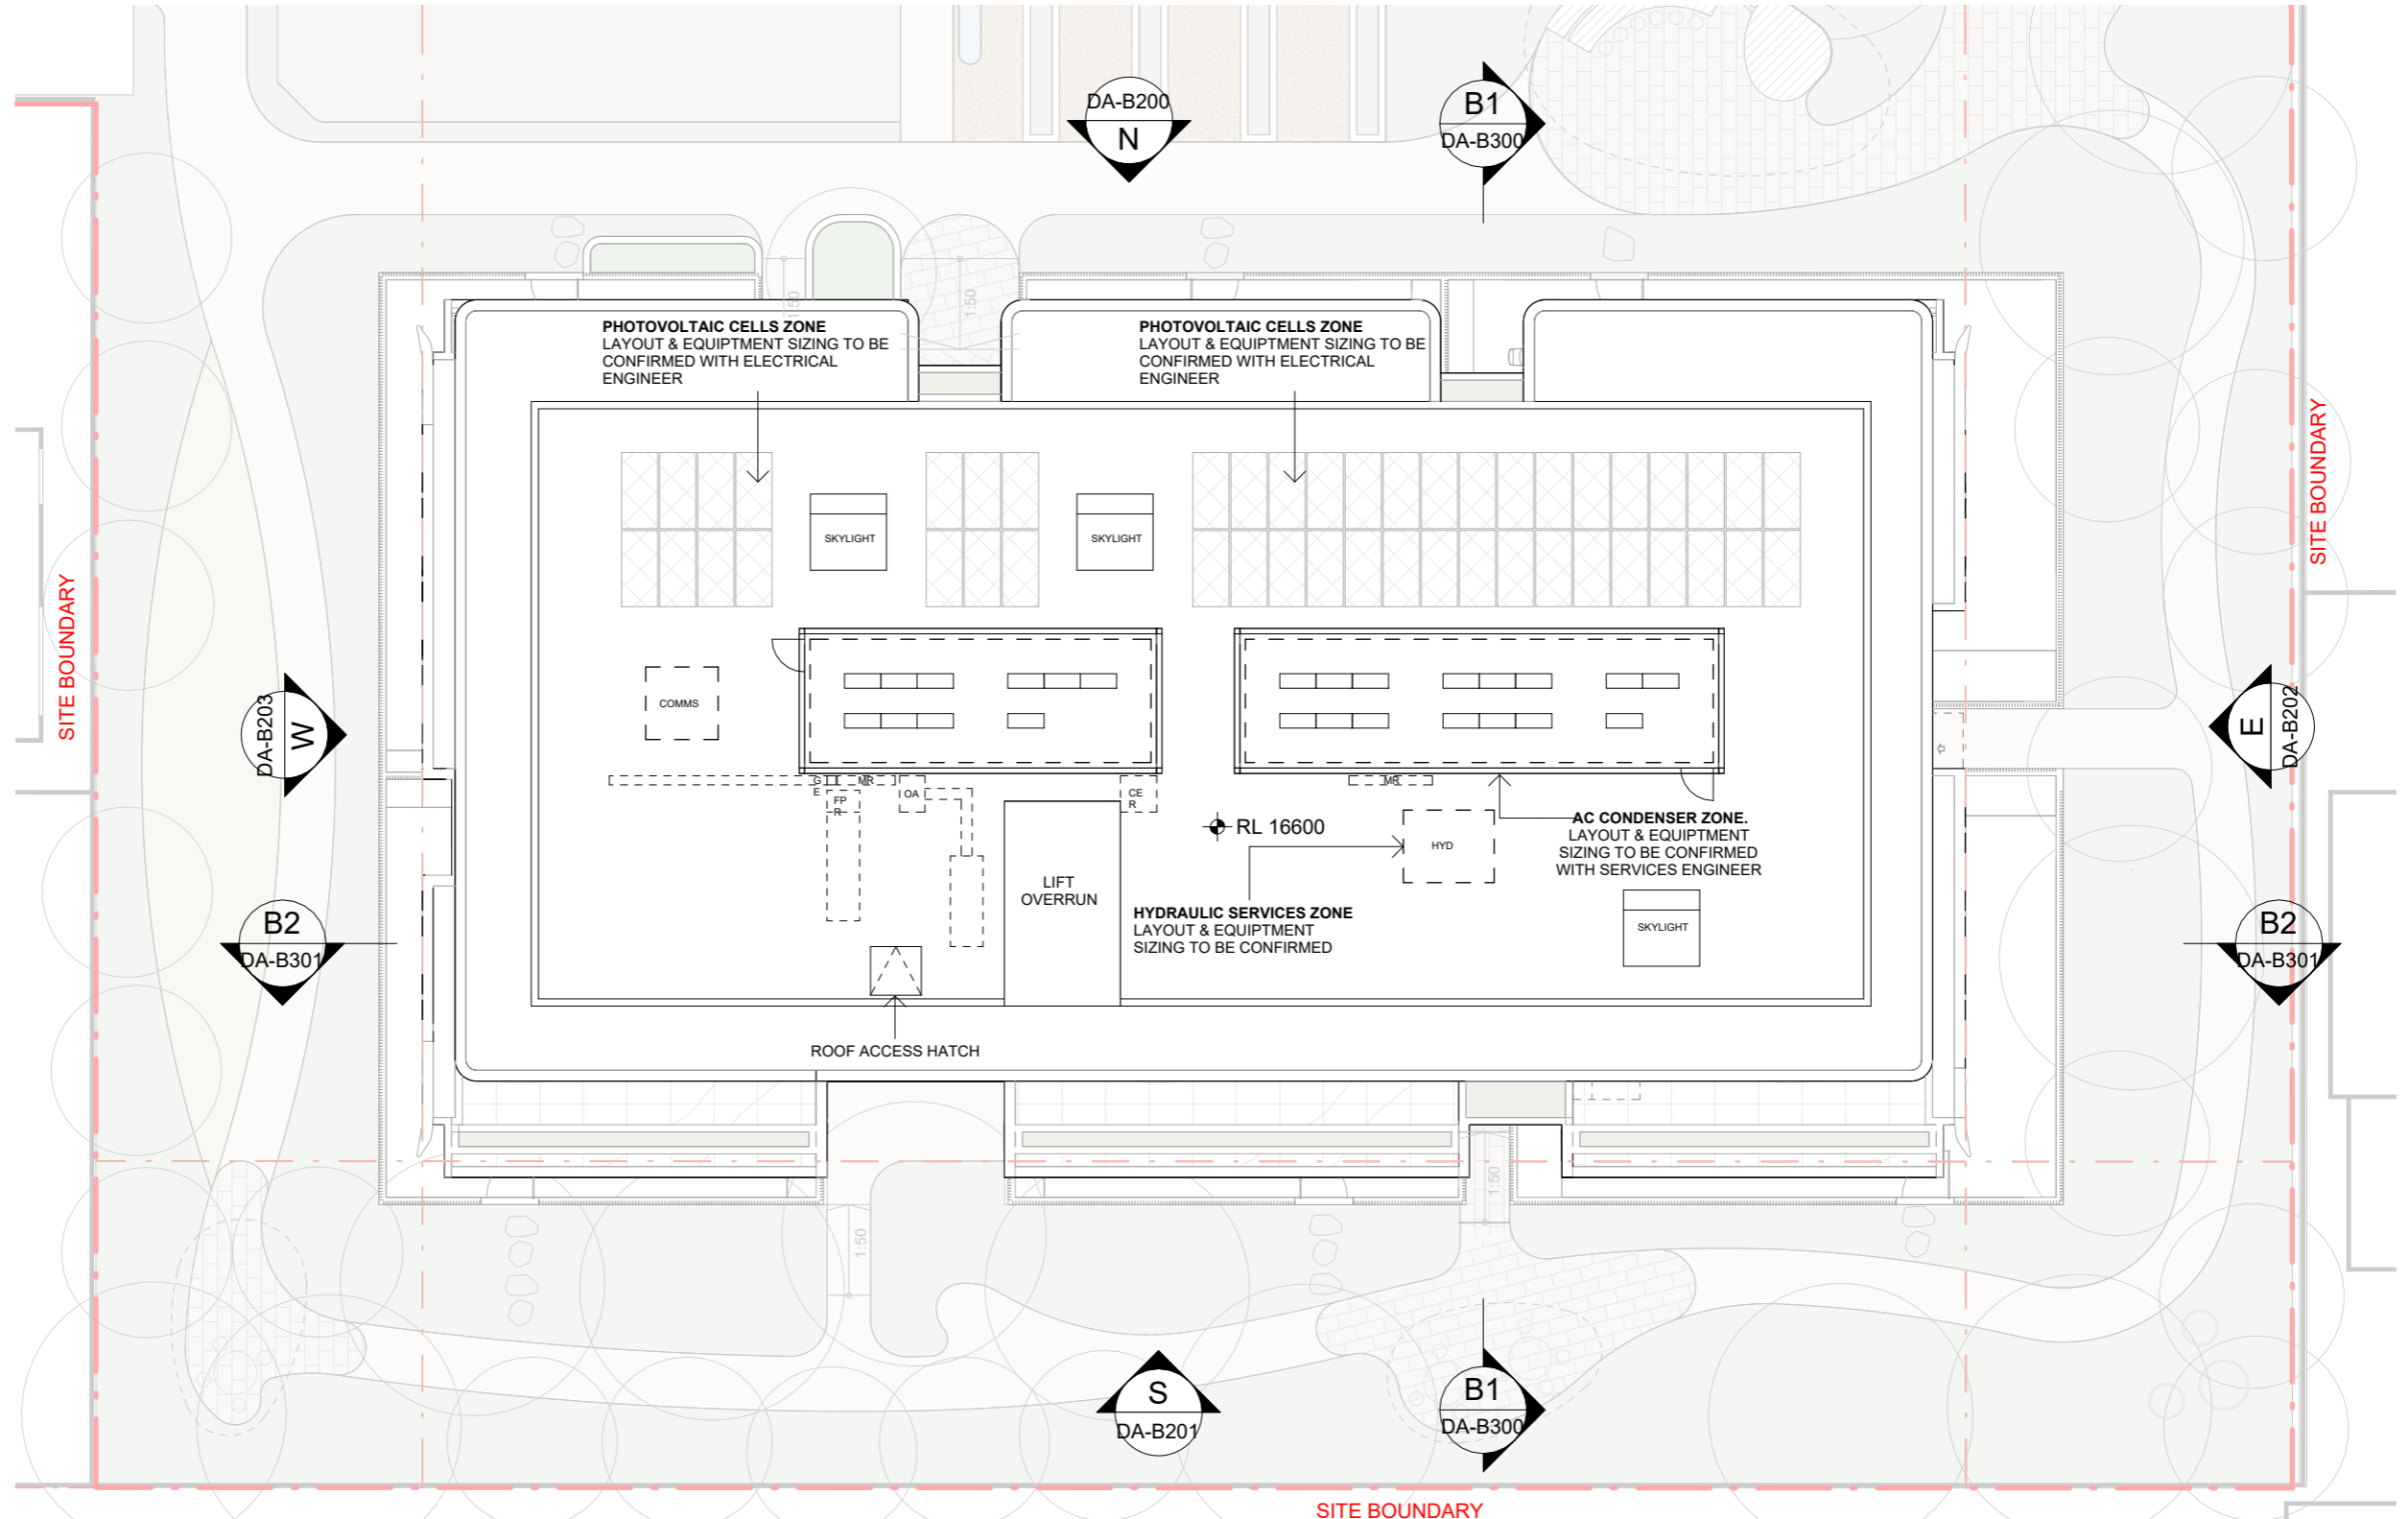 DA-B200
N
B1
DA-B300
1:50
1:50
PHOTOVOLTAIC CELLS ZONE
LAYOUT & EQUIPTMENT SIZING TO BE
CONFIRMED WITH ELECTRICAL
ENGINEER
PHOTOVOLTAIC CELLS ZONE
LAYOUT & EQUIPTMENT SIZING TO BE
CONFIRMED WITH ELECTRICAL
ENGINEER
SITE BOUNDARY
SKYLIGHT
SKYLIGHT
SITE BOUNDARY
COMMS
W
DA-B203
E
DA-B202
G
E
MR
FP
R
OA
CE
R
MR
RL 16600
HYD
AC CONDENSER ZONE.
LAYOUT & EQUIPTMENT
SIZING TO BE CONFIRMED
WITH SERVICES ENGINEER
LIFT
OVERRUN
HYDRAULIC SERVICES ZONE
LAYOUT & EQUIPTMENT
SIZING TO BE CONFIRMED
SKYLIGHT
B2
DA-B301
B2
DA-B301
ROOF ACCESS HATCH
1:50
1:50
S
DA-B201
B1
DA-B300
SITE BOUNDARY